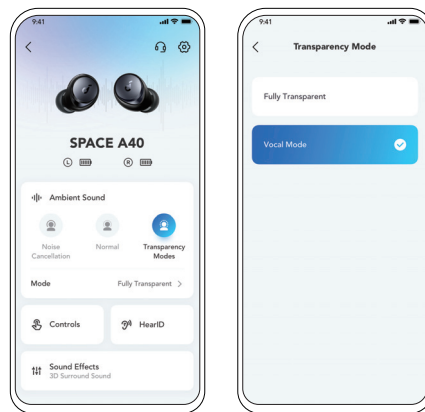 9:41
SPACE A40
L R
Ambient Sound
Noise
Cancellation
Normal
Transparency
Modes
Mode Fully Transparent >
Controls
HearID
Sound Effects
3D Surround Sound
9:41
Transparency Mode
Fully Transparent
Vocal Mode